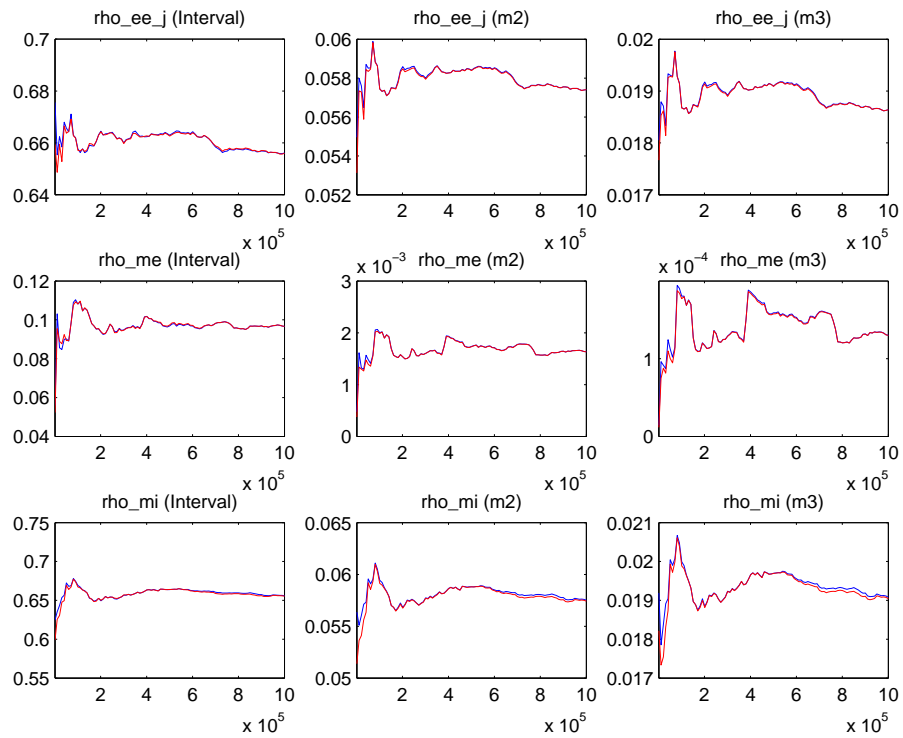 rho_ee_j (Interval)
0.7
0.68
0.66
0.64
2 4 6 8 10
x 10^5
rho_ee_j (m2)
0.06
0.058
0.056
0.054
0.052
2 4 6 8 10
x 10^5
rho_ee_j (m3)
0.02
0.019
0.018
0.017
2 4 6 8 10
x 10^5
rho_me (Interval)
0.12
0.1
0.08
0.06
0.04
2 4 6 8 10
x 10^5
x 10^−3
rho_me (m2)
3
2
1
0
2 4 6 8 10
x 10^5
x 10^−4
rho_me (m3)
1
0
2 4 6 8 10
x 10^5
rho_mi (Interval)
0.75
0.7
0.65
0.6
0.55
2 4 6 8 10
x 10^5
rho_mi (m2)
0.065
0.06
0.055
0.05
2 4 6 8 10
x 10^5
rho_mi (m3)
0.021
0.02
0.019
0.018
0.017
2 4 6 8 10
x 10^5